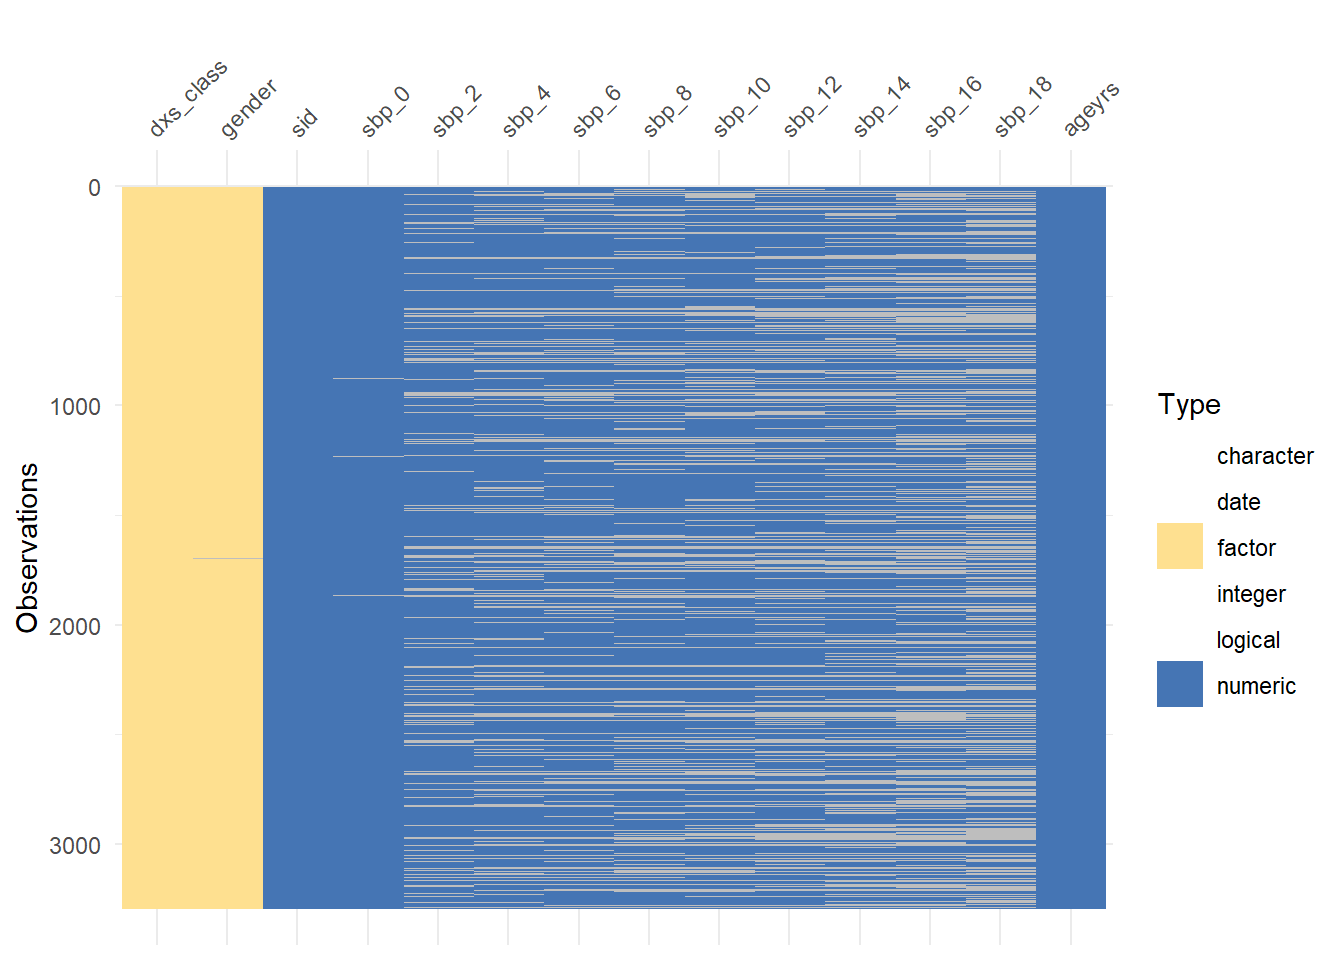 dxs_class
gender
sid
sbp_0
sbp_2
sbp_4
sbp_6
sbp_8
sbp_10
sbp_12
sbp_14
sbp_16
sbp_18
ageyrs
0
1000
2000
3000
Observations
Type
character
date
factor
integer
logical
numeric